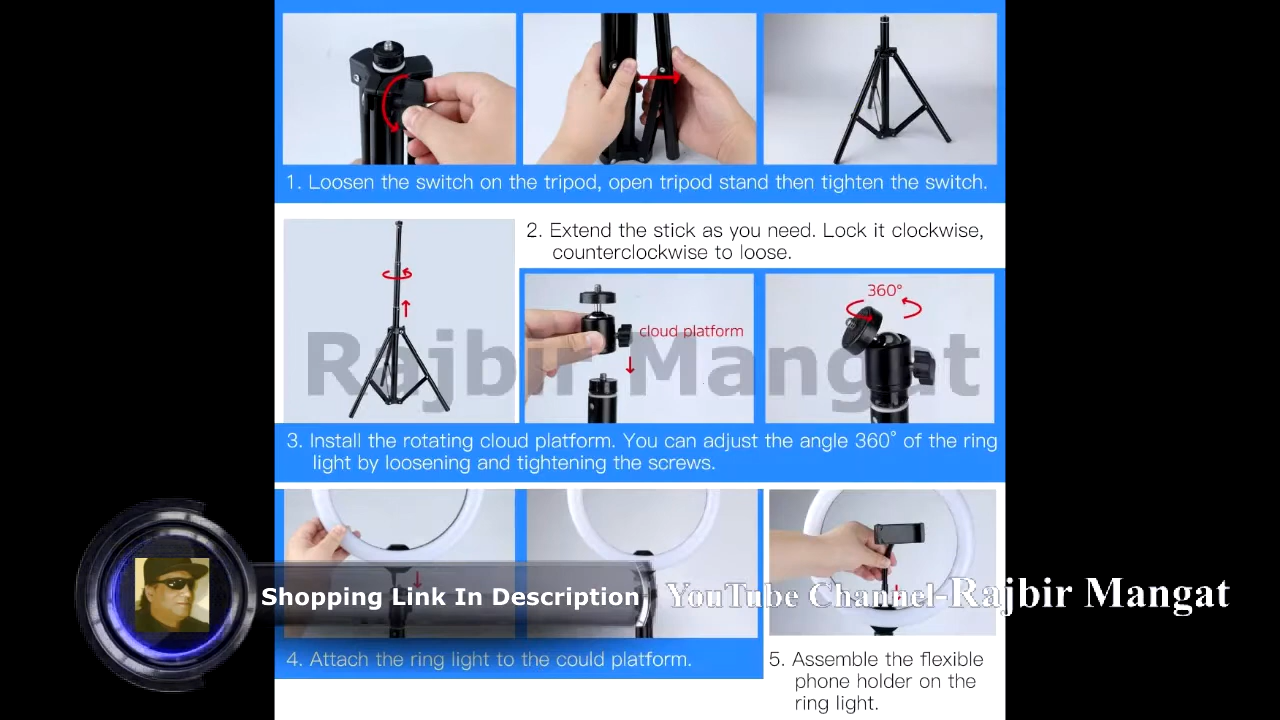 1. Loosen the switch on the tripod, open tripod stand then tighten the switch.
2. Extend the stick as you need. Lock it clockwise,
counterclockwise to loose.
cloud platform
360°
Rajbir Mangat
3. Install the rotating cloud platform. You can adjust the angle 360° of the ring
light by loosening and tightening the screws.
Shopping Link In Description
YouTube Channel-Rajbir Mangat
4. Attach the ring light to the could platform.
5. Assemble the flexible
phone holder on the
ring light.